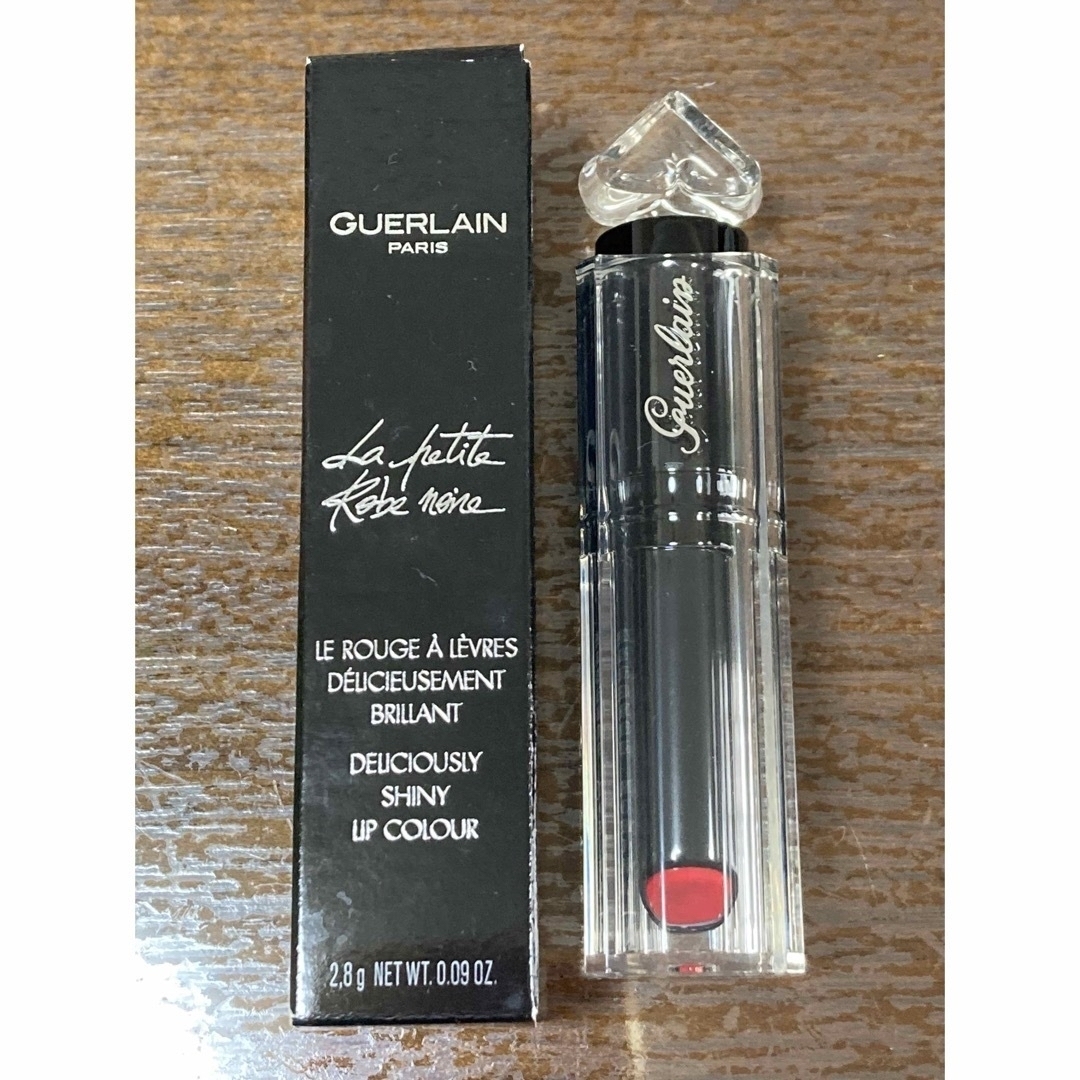 GUERLAIN
PARIS
La petite
Robe noire
LE ROUGE À LÈVRES
DÉLICIEUSEMENT
BRILLANT
DELICIOUSLY
SHINY
LIP COLOUR
2,8 g NET WT. 0.09 OZ.
Guerlain